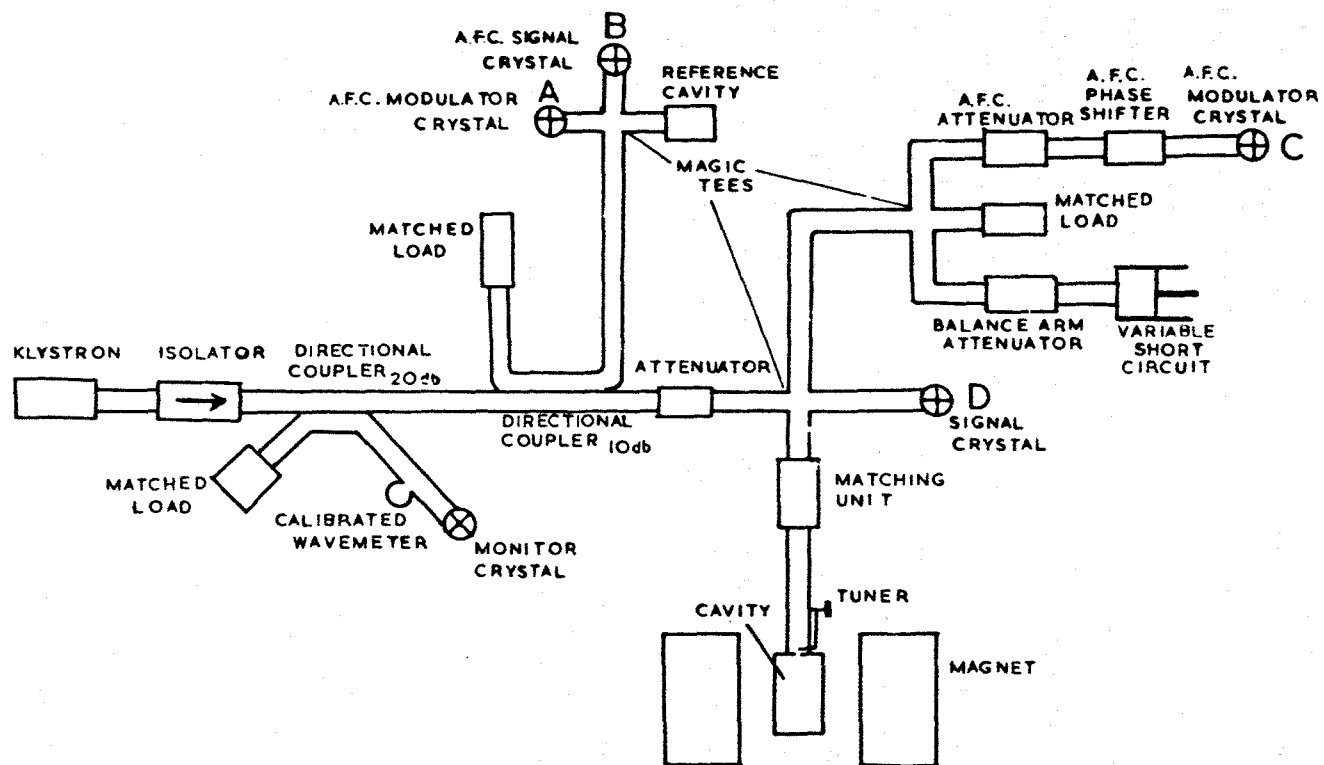 B
A.F.C. SIGNAL
CRYSTAL
A
A.F.C. MODULATOR
CRYSTAL
REFERENCE
CAVITY
A.F.C.
ATTENUATOR
A.F.C.
PHASE
SHIFTER
A.F.C.
MODULATOR
CRYSTAL
C
MAGIC
TEES
MATCHED
LOAD
MATCHED
LOAD
BALANCE ARM
ATTENUATOR
VARIABLE
SHORT
CIRCUIT
KLYSTRON
ISOLATOR
DIRECTIONAL
COUPLER 20db
ATTENUATOR
DIRECTIONAL
COUPLER 10db
D
SIGNAL
CRYSTAL
MATCHED
LOAD
CALIBRATED
WAVEMETER
MONITOR
CRYSTAL
MATCHING
UNIT
TUNER
CAVITY
MAGNET